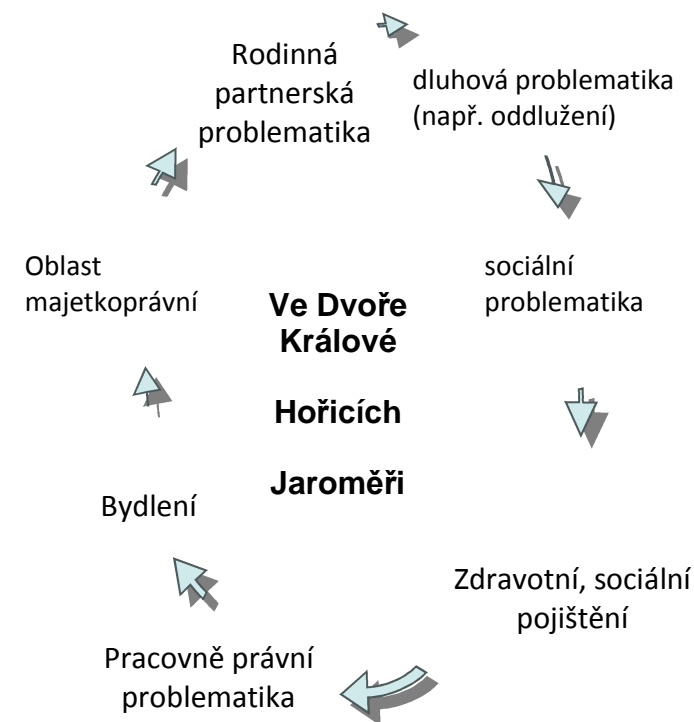 Rodinná
partnerská
problematika
dluhová problematika
(např. oddlužení)
sociální
problematika
Zdravotní, sociální
pojištění
Pracovně právní
problematika
Bydlení
Oblast
majetkoprávní
Ve Dvoře
Králové
Hořicích
Jaroměři